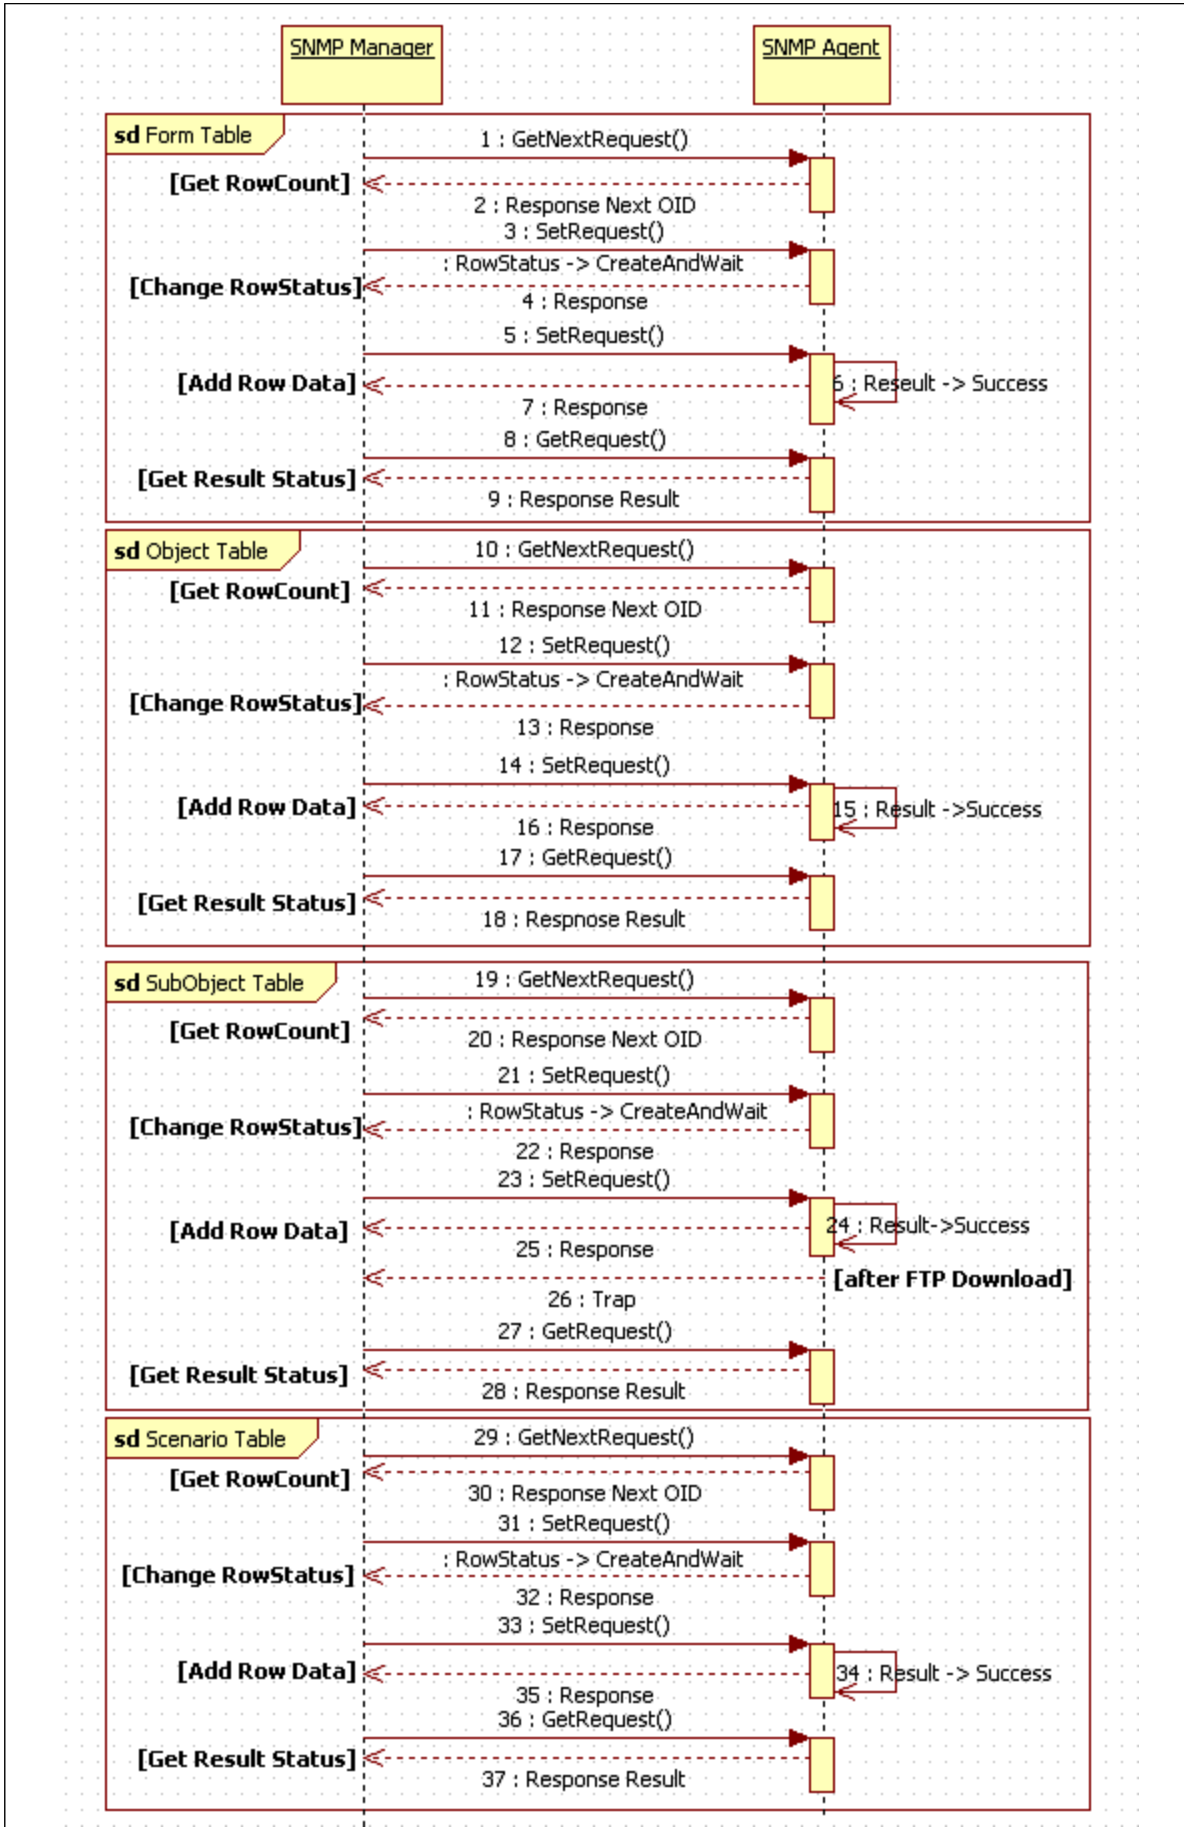 SNMP Manager
SNMP Agent
sd Form Table
1 : GetNextRequest()
[Get RowCount]
2 : Response Next OID
3 : SetRequest()
: RowStatus -> CreateAndWait
[Change RowStatus]
4 : Response
5 : SetRequest()
[Add Row Data]
6 : Reseult -> Success
7 : Response
8 : GetRequest()
[Get Result Status]
9 : Response Result
sd Object Table
10 : GetNextRequest()
[Get RowCount]
11 : Response Next OID
12 : SetRequest()
: RowStatus -> CreateAndWait
[Change RowStatus]
13 : Response
14 : SetRequest()
[Add Row Data]
15 : Result ->Success
16 : Response
17 : GetRequest()
[Get Result Status]
18 : Respnose Result
sd SubObject Table
19 : GetNextRequest()
[Get RowCount]
20 : Response Next OID
21 : SetRequest()
: RowStatus -> CreateAndWait
[Change RowStatus]
22 : Response
23 : SetRequest()
[Add Row Data]
24 : Result->Success
25 : Response
[after FTP Download]
26 : Trap
27 : GetRequest()
[Get Result Status]
28 : Response Result
sd Scenario Table
29 : GetNextRequest()
[Get RowCount]
30 : Response Next OID
31 : SetRequest()
: RowStatus -> CreateAndWait
[Change RowStatus]
32 : Response
33 : SetRequest()
[Add Row Data]
34 : Result -> Success
35 : Response
36 : GetRequest()
[Get Result Status]
37 : Response Result